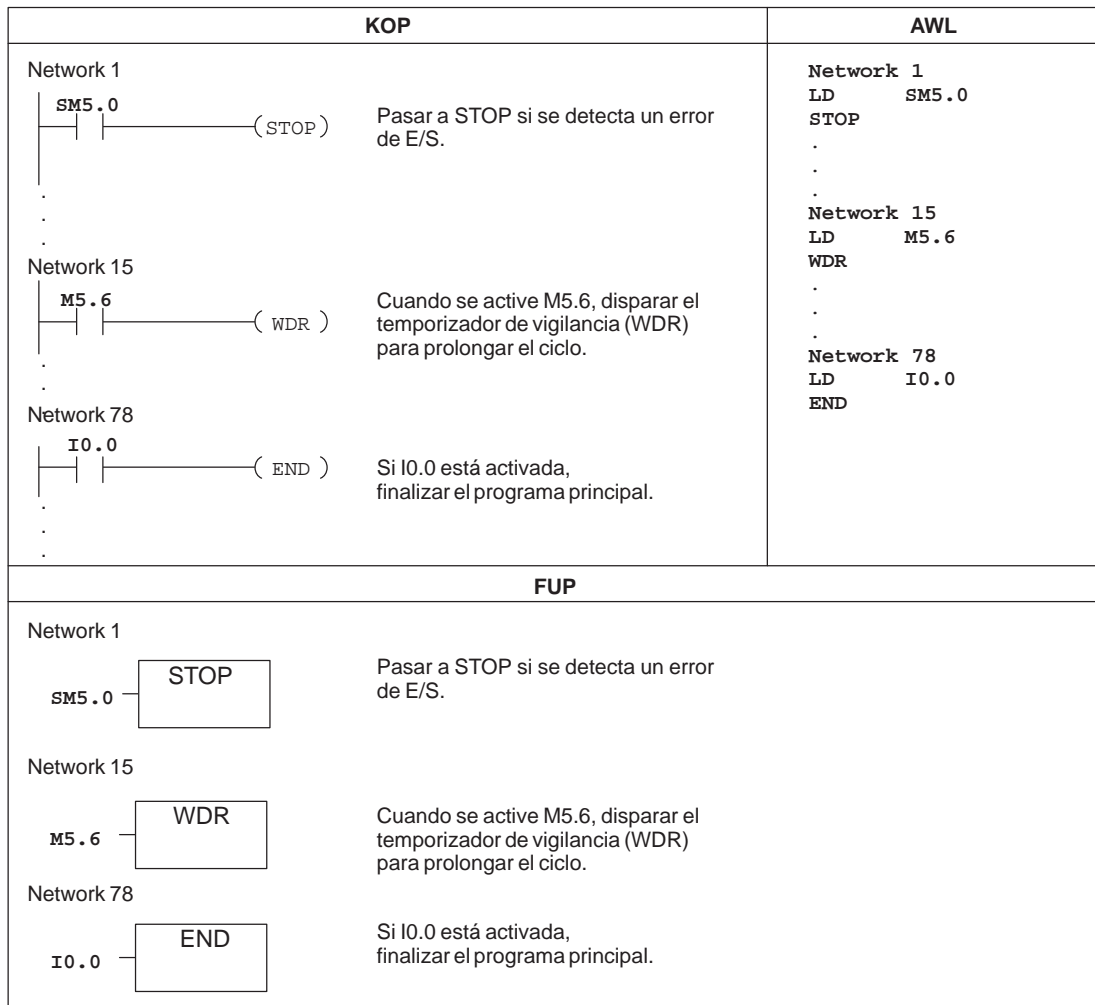 KOP
AWL
Network 1
SM5.0
(STOP)
Pasar a STOP si se detecta un error
de E/S.
.
.
.
Network 15
M5.6
( WDR )
Cuando se active M5.6, disparar el
temporizador de vigilancia (WDR)
para prolongar el ciclo.
.
.
.
Network 78
I0.0
( END )
Si I0.0 está activada,
finalizar el programa principal.
.
.
.
Network 1
LD SM5.0
STOP
.
.
.
Network 15
LD M5.6
WDR
.
.
.
Network 78
LD I0.0
END
FUP
Network 1
STOP
SM5.0
Pasar a STOP si se detecta un error
de E/S.
Network 15
WDR
M5.6
Cuando se active M5.6, disparar el
temporizador de vigilancia (WDR)
para prolongar el ciclo.
Network 78
END
I0.0
Si I0.0 está activada,
finalizar el programa principal.